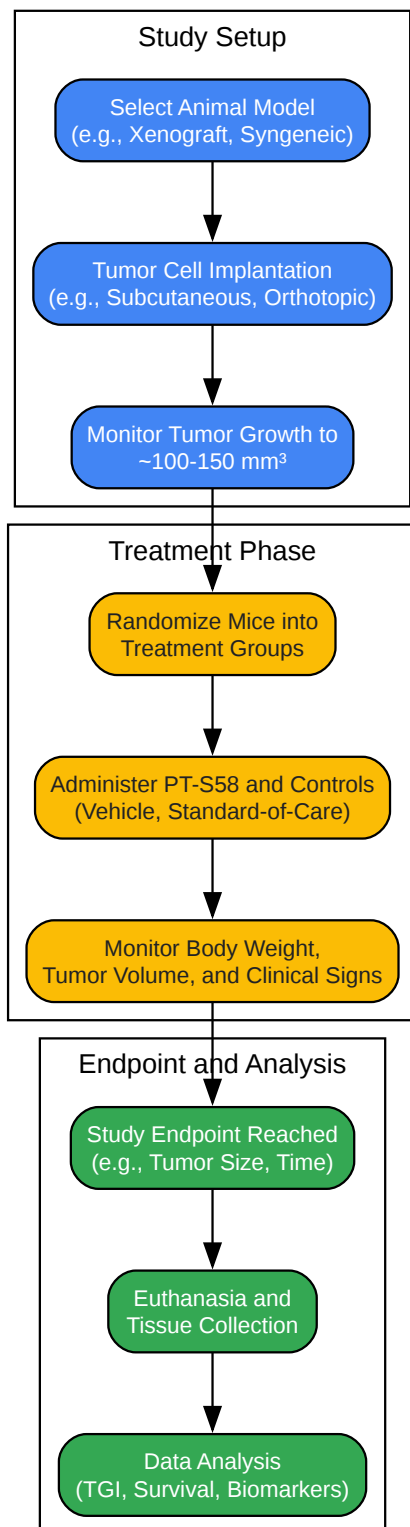 Study Setup
Select Animal Model
(e.g., Xenograft, Syngeneic)
Tumor Cell Implantation
(e.g., Subcutaneous, Orthotopic)
Monitor Tumor Growth to
~100-150 mm³
Treatment Phase
Randomize Mice into
Treatment Groups
Administer PT-S58 and Controls
(Vehicle, Standard-of-Care)
Monitor Body Weight,
Tumor Volume, and Clinical Signs
Endpoint and Analysis
Study Endpoint Reached
(e.g., Tumor Size, Time)
Euthanasia and
Tissue Collection
Data Analysis
(TGI, Survival, Biomarkers)